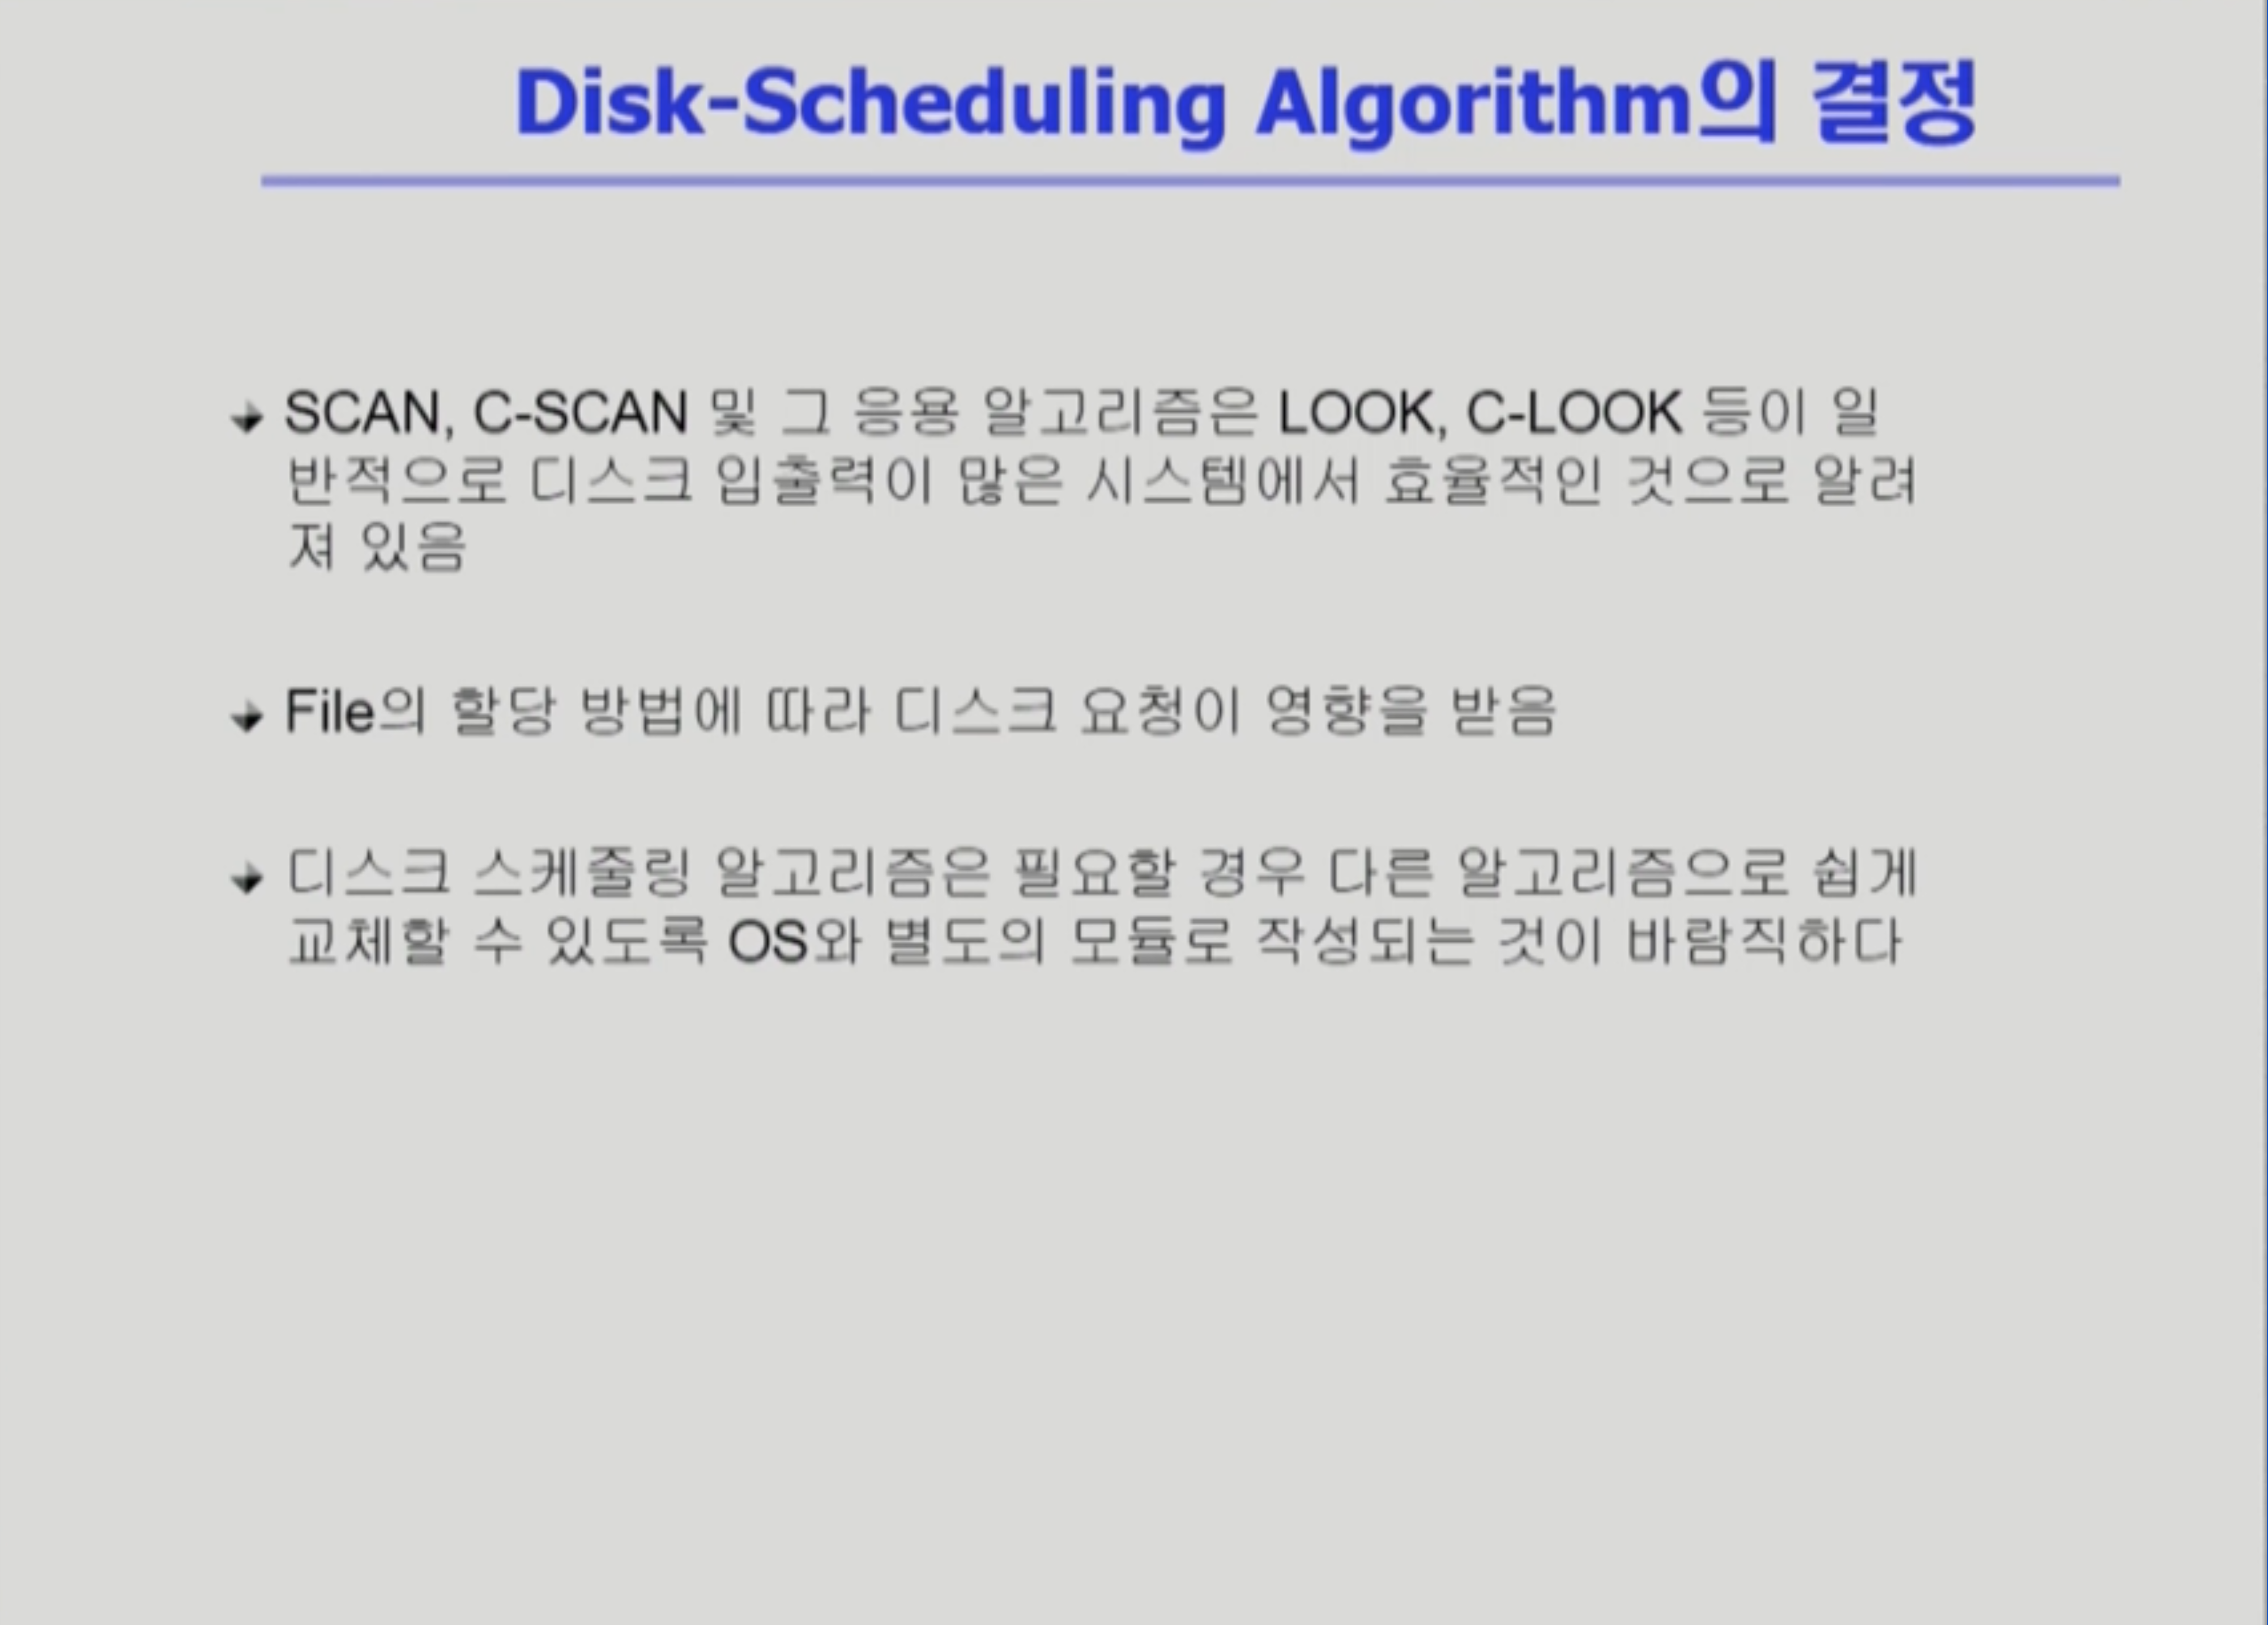 Disk-Scheduling Algorithm의 결정
SCAN, C-SCAN 및 그 응용 알고리즘은 LOOK, C-LOOK 등이 일
반적으로 디스크 입출력이 많은 시스템에서 효율적인 것으로 알려
져 있음
File의 할당 방법에 따라 디스크 요청이 영향을 받음
디스크 스케줄링 알고리즘은 필요할 경우 다른 알고리즘으로 쉽게
교체할 수 있도록 OS와 별도의 모듈로 작성되는 것이 바람직하다